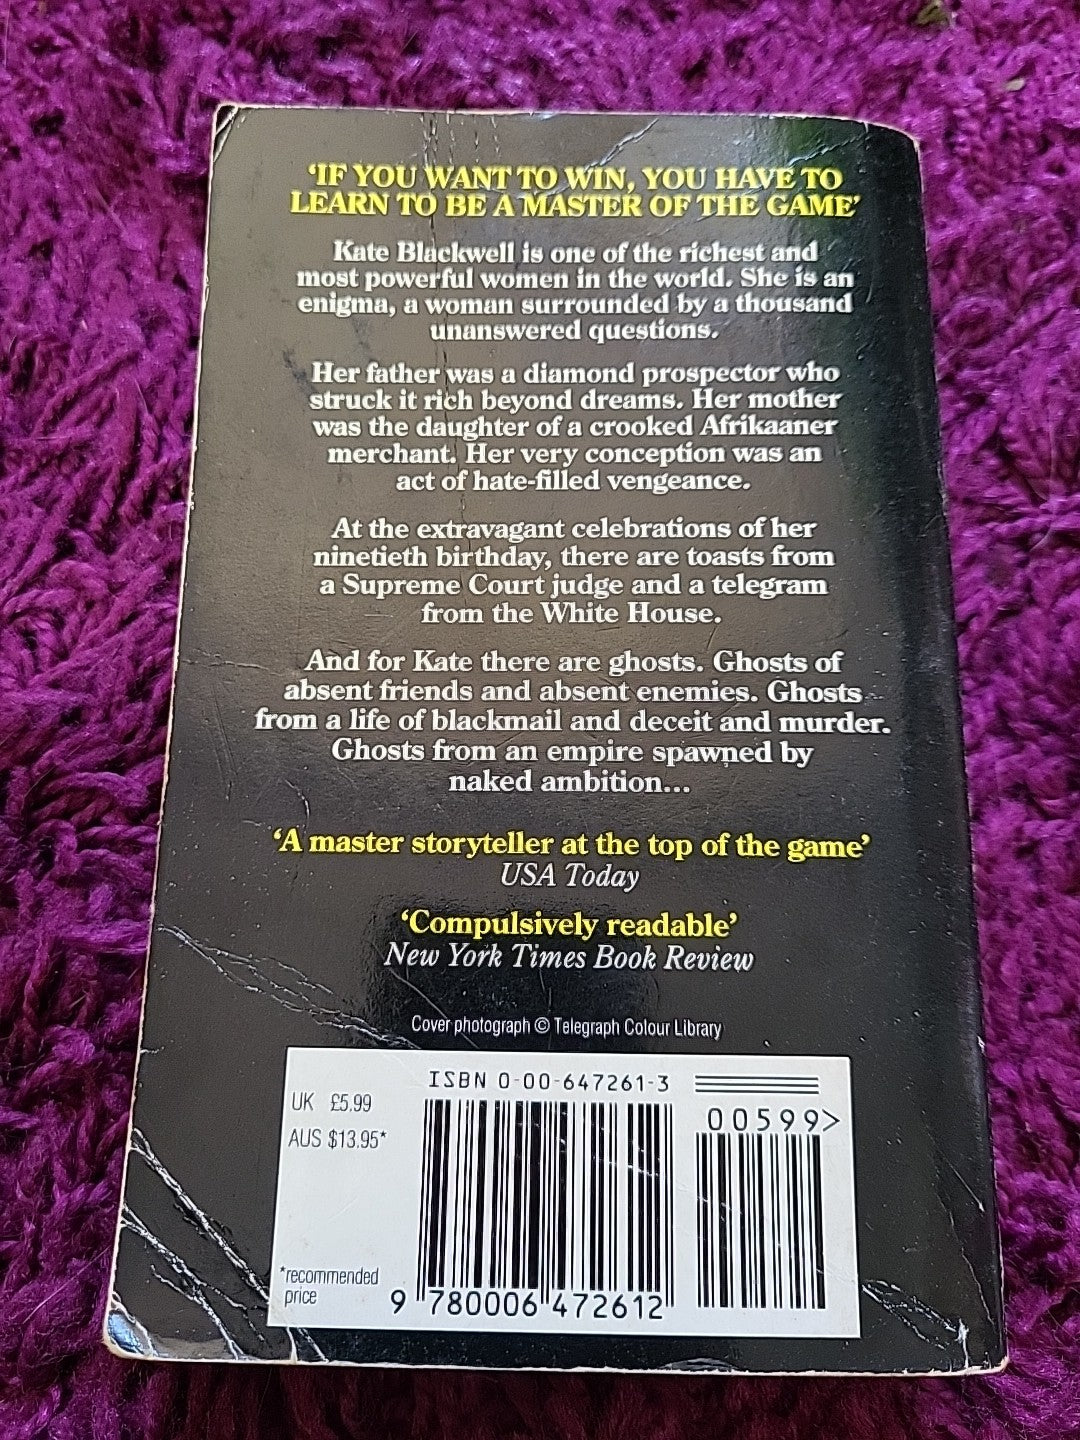 ‘IF YOU WANT TO WIN, YOU HAVE TO
LEARN TO BE A MASTER OF THE GAME’
Kate Blackwell is one of the richest and
most powerful women in the world. She is an
enigma, a woman surrounded by a thousand
unanswered questions.
Her father was a diamond prospector who
struck it rich beyond dreams. Her mother
was the daughter of a crooked Afrikaaner
merchant. Her very conception was an
act of hate-filled vengeance.
At the extravagant celebrations of her
ninetieth birthday, there are toasts from
a Supreme Court judge and a telegram
from the White House.
And for Kate there are ghosts. Ghosts of
absent friends and absent enemies. Ghosts
from a life of blackmail and deceit and murder.
Ghosts from an empire spawned by
naked ambition...
‘A master storyteller at the top of the game’
USA Today
‘Compulsively readable’
New York Times Book Review
Cover photograph © Telegraph Colour Library
ISBN 0-00-647261-3
UK £5.99
AUS $13.95*
00599>
*recommended
price
9 780006 472612